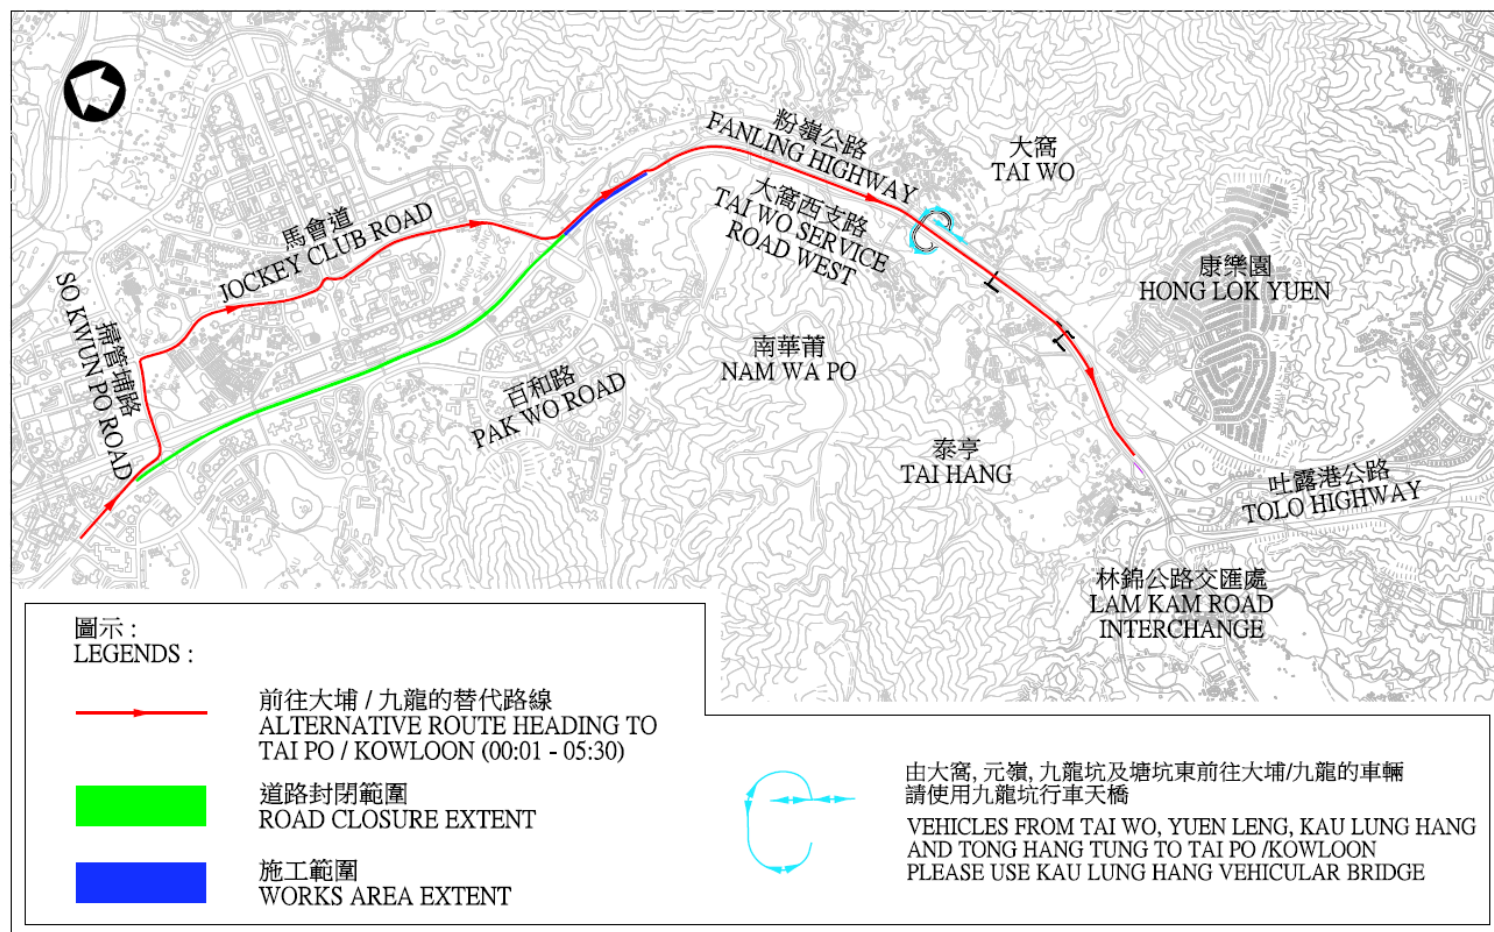 粉嶺公路
FANLING HIGHWAY
大窩
TAI WO
大窩西支路
TAI WO SERVICE
ROAD WEST
馬會道
JOCKEY CLUB ROAD
掃管埔路
SO KWUN PO ROAD
康樂園
HONG LOK YUEN
南華莆
NAM WA PO
百和路
PAK WO ROAD
泰亨
TAI HANG
吐露港公路
TOLO HIGHWAY
林錦公路交匯處
LAM KAM ROAD
INTERCHANGE
圖示 :
LEGENDS :
前往大埔 / 九龍的替代路線
ALTERNATIVE ROUTE HEADING TO
TAI PO / KOWLOON (00:01 - 05:30)
道路封閉範圍
ROAD CLOSURE EXTENT
施工範圍
WORKS AREA EXTENT
由大窩, 元嶺, 九龍坑及塘坑東前往大埔/九龍的車輛
請使用九龍坑行車天橋
VEHICLES FROM TAI WO, YUEN LENG, KAU LUNG HANG
AND TONG HANG TUNG TO TAI PO /KOWLOON
PLEASE USE KAU LUNG HANG VEHICULAR BRIDGE